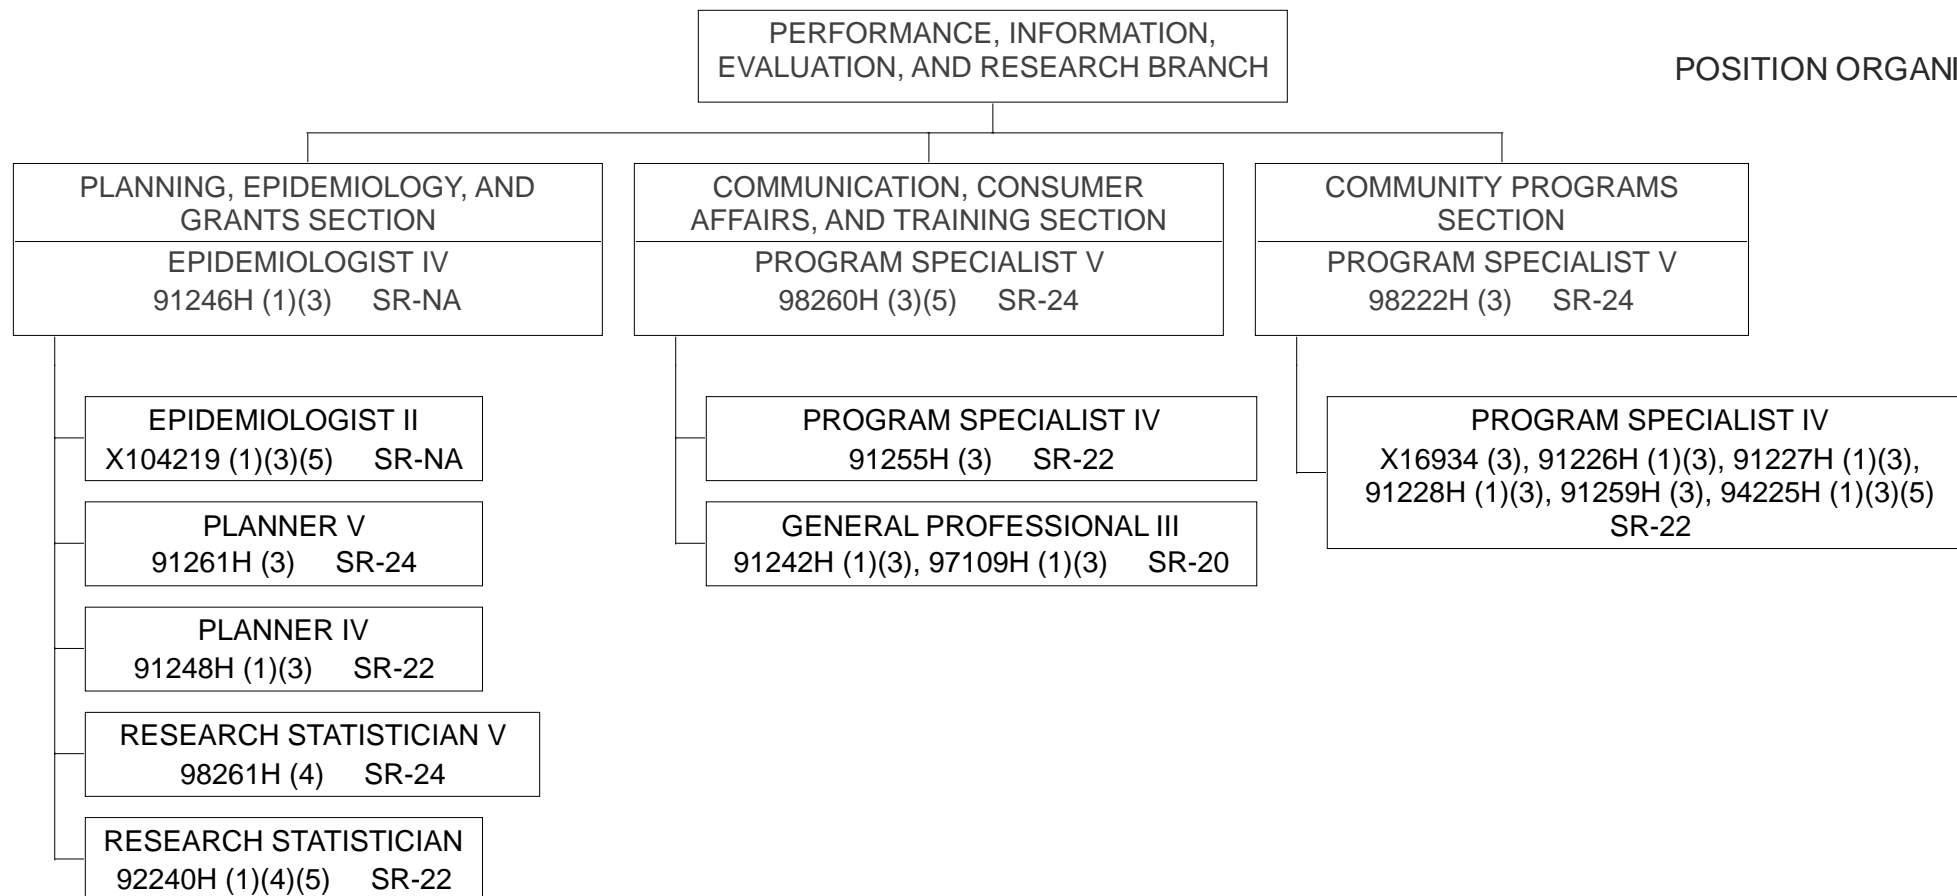 PERFORMANCE, INFORMATION,
EVALUATION, AND RESEARCH BRANCH
POSITION ORGANI
PLANNING, EPIDEMIOLOGY, AND
GRANTS SECTION
EPIDEMIOLOGIST IV
91246H (1)(3) SR-NA
EPIDEMIOLOGIST II
X104219 (1)(3)(5) SR-NA
PLANNER V
91261H (3) SR-24
PLANNER IV
91248H (1)(3) SR-22
RESEARCH STATISTICIAN V
98261H (4) SR-24
RESEARCH STATISTICIAN
92240H (1)(4)(5) SR-22
COMMUNICATION, CONSUMER
AFFAIRS, AND TRAINING SECTION
PROGRAM SPECIALIST V
98260H (3)(5) SR-24
PROGRAM SPECIALIST IV
91255H (3) SR-22
GENERAL PROFESSIONAL III
91242H (1)(3), 97109H (1)(3) SR-20
COMMUNITY PROGRAMS
SECTION
PROGRAM SPECIALIST V
98222H (3) SR-24
PROGRAM SPECIALIST IV
X16934 (3), 91226H (1)(3), 91227H (1)(3),
91228H (1)(3), 91259H (3), 94225H (1)(3)(5)
SR-22